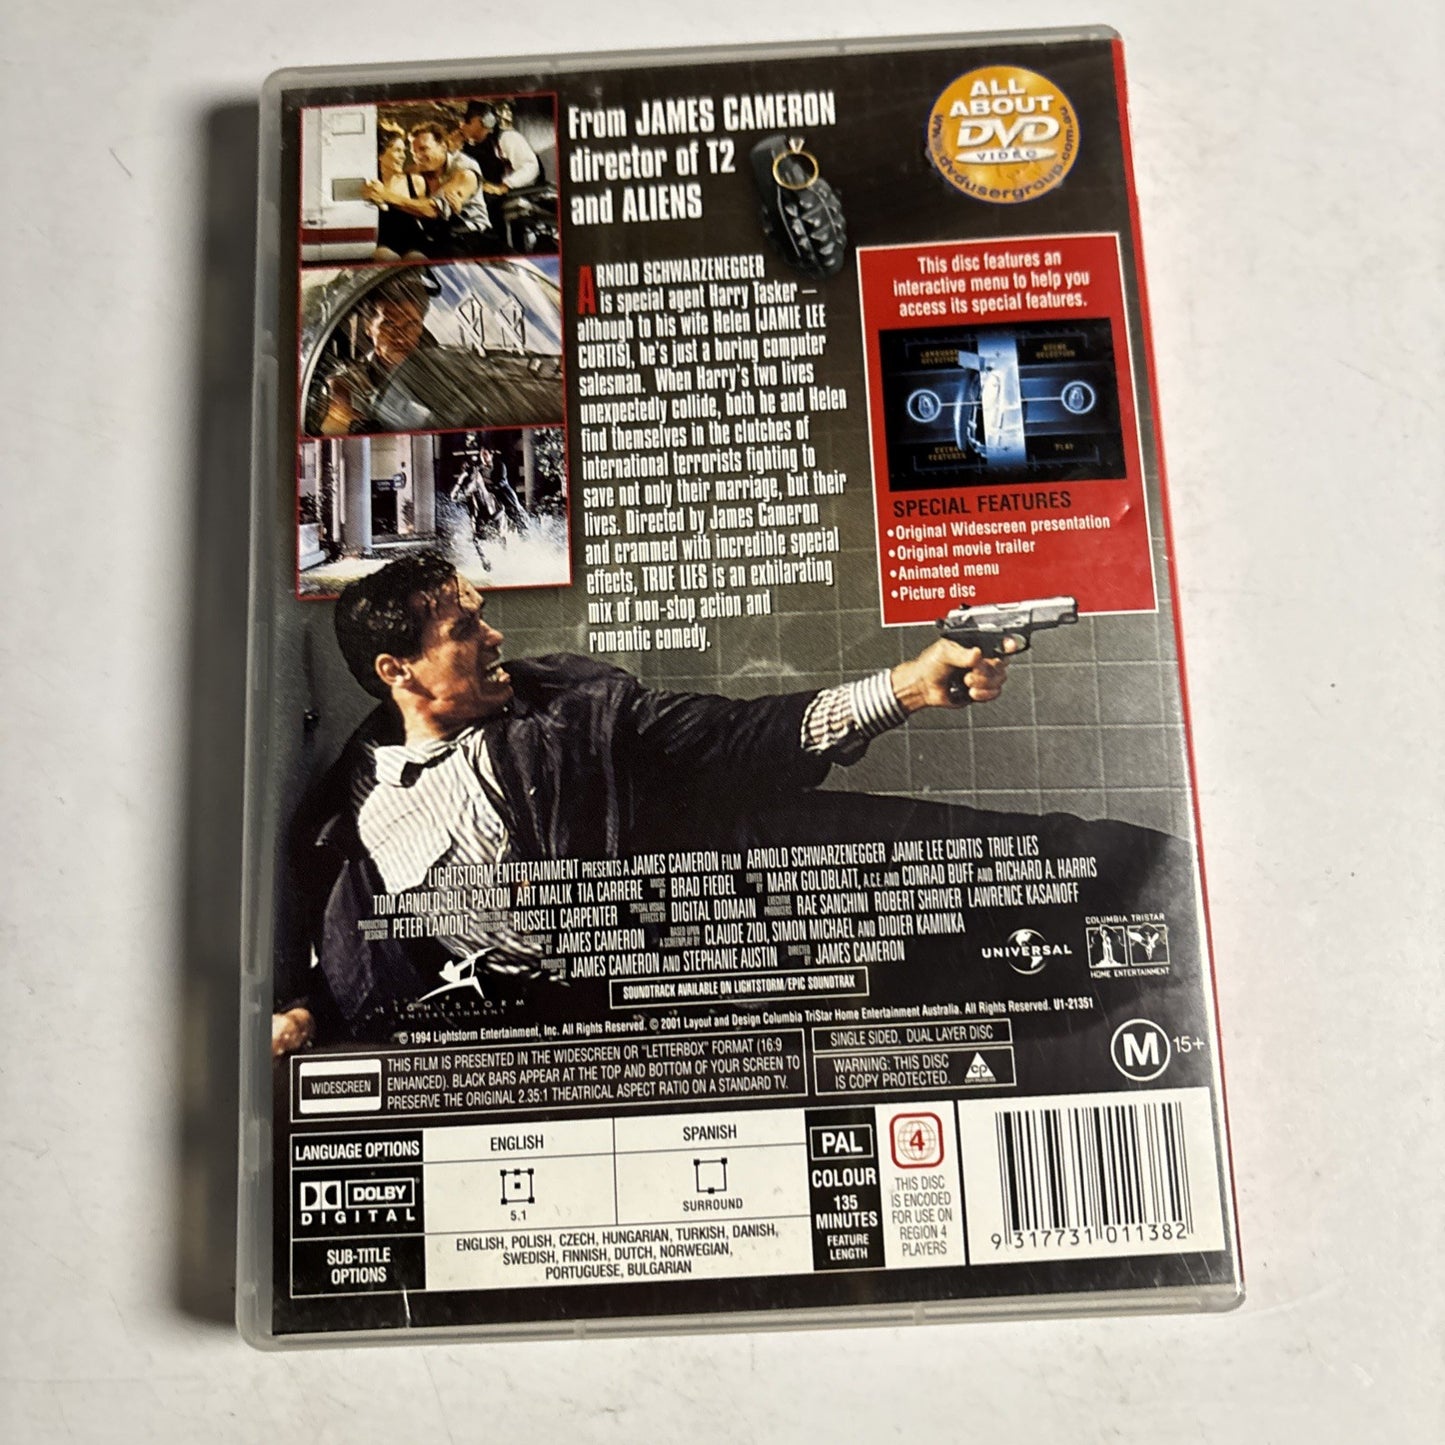 From JAMES CAMERON
director of T2
and ALIENS
ALL
ABOUT
DVD
VIDEO
www.dvdusergroup.com.au
ARNOLD SCHWARZENEGGER
is special agent Harry Tasker –
although to his wife Helen (JAMIE LEE
CURTIS), he's just a boring computer
salesman. When Harry's two lives
unexpectedly collide, both he and Helen
find themselves in the clutches of
international terrorists fighting to
save not only their marriage, but their
lives. Directed by James Cameron
and crammed with incredible special
effects, TRUE LIES is an exhilarating
mix of non-stop action and
romantic comedy.
This disc features an
interactive menu to help you
access its special features.
LANGUAGE
SELECTION
SCENE
SELECTION
EXTRA
FEATURES
PLAY
SPECIAL FEATURES
•Original Widescreen presentation
•Original movie trailer
•Animated menu
•Picture disc
LIGHTSTORM ENTERTAINMENT PRESENTS A JAMES CAMERON FILM ARNOLD SCHWARZENEGGER JAMIE LEE CURTIS TRUE LIES
TOM ARNOLD, BILL PAXTON ART MALIK TIA CARRERE MUSIC BY BRAD FIEDEL EDITED BY MARK GOLDBLATT, A.C.E. AND CONRAD BUFF AND RICHARD A. HARRIS
PRODUCTION DESIGNER PETER LAMONT DIRECTOR OF PHOTOGRAPHY RUSSELL CARPENTER SPECIAL VISUAL EFFECTS BY DIGITAL DOMAIN EXECUTIVE PRODUCERS RAE SANCHINI ROBERT SHRIVER LAWRENCE KASANOFF
SCREENPLAY BY JAMES CAMERON BASED UPON A SCREENPLAY BY CLAUDE ZIDI, SIMON MICHAEL AND DIDIER KAMINKA
PRODUCED BY JAMES CAMERON AND STEPHANIE AUSTIN DIRECTED BY JAMES CAMERON
LIGHTSTORM
ENTERTAINMENT
SOUNDTRACK AVAILABLE ON LIGHTSTORM/EPIC SOUNDTRAX
UNIVERSAL
COLUMBIA TRISTAR
HOME ENTERTAINMENT
© 1994 Lightstorm Entertainment, Inc. All Rights Reserved. © 2001 Layout and Design Columbia TriStar Home Entertainment Australia. All Rights Reserved. U1-21351
WIDESCREEN
THIS FILM IS PRESENTED IN THE WIDESCREEN OR "LETTERBOX" FORMAT (16:9
ENHANCED). BLACK BARS APPEAR AT THE TOP AND BOTTOM OF YOUR SCREEN TO
PRESERVE THE ORIGINAL 2.35:1 THEATRICAL ASPECT RATIO ON A STANDARD TV.
SINGLE SIDED, DUAL LAYER DISC
WARNING: THIS DISC
IS COPY PROTECTED.
cp
COPY PROTECTED
M 15+
LANGUAGE OPTIONS
ENGLISH
SPANISH
DOLBY
DIGITAL
5.1
SURROUND
SUB-TITLE
OPTIONS
ENGLISH, POLISH, CZECH, HUNGARIAN, TURKISH, DANISH,
SWEDISH, FINNISH, DUTCH, NORWEGIAN,
PORTUGUESE, BULGARIAN
PAL
COLOUR
135
MINUTES
FEATURE
LENGTH
4
THIS DISC
IS ENCODED
FOR USE ON
REGION 4
PLAYERS
9 317731 011382